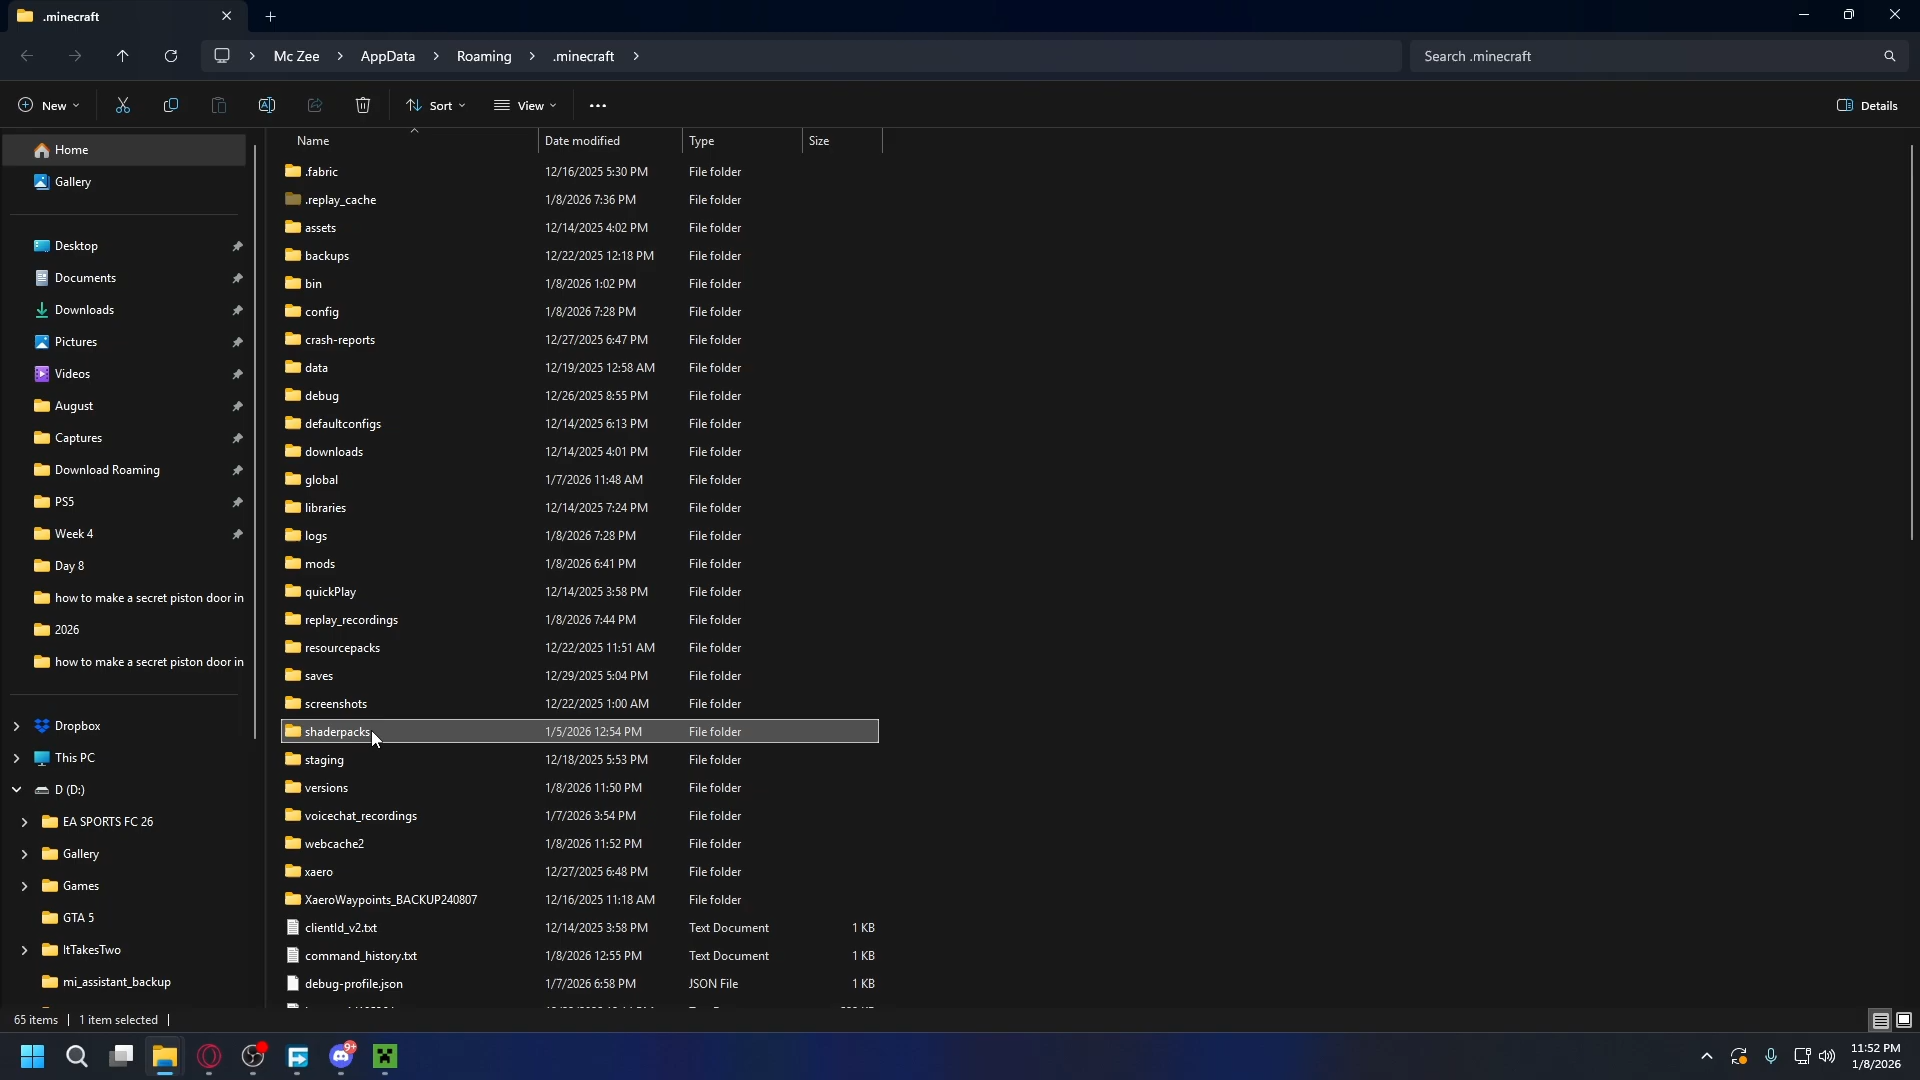 .minecraft
Mc Zee > AppData > Roaming > .minecraft >
Search .minecraft
New
Sort
View
Details
Name
Date modified
Type
Size
Home
Gallery
Desktop
Documents
Downloads
Pictures
Videos
August
Captures
Download Roaming
PS5
Week 4
Day 8
how to make a secret piston door in
2026
how to make a secret piston door in
Dropbox
This PC
D (D:)
EA SPORTS FC 26
Gallery
Games
GTA 5
ItTakesTwo
mi_assistant_backup
.fabric 12/16/2025 5:30 PM File folder
.replay_cache 1/8/2026 7:36 PM File folder
assets 12/14/2025 4:02 PM File folder
backups 12/22/2025 12:18 PM File folder
bin 1/8/2026 1:02 PM File folder
config 1/8/2026 7:28 PM File folder
crash-reports 12/27/2025 6:47 PM File folder
data 12/19/2025 12:58 AM File folder
debug 12/26/2025 8:55 PM File folder
defaultconfigs 12/14/2025 6:13 PM File folder
downloads 12/14/2025 4:01 PM File folder
global 1/7/2026 11:48 AM File folder
libraries 12/14/2025 7:24 PM File folder
logs 1/8/2026 7:28 PM File folder
mods 1/8/2026 6:41 PM File folder
quickPlay 12/14/2025 3:58 PM File folder
replay_recordings 1/8/2026 7:44 PM File folder
resourcepacks 12/22/2025 11:51 AM File folder
saves 12/29/2025 5:04 PM File folder
screenshots 12/22/2025 1:00 AM File folder
shaderpacks 1/5/2026 12:54 PM File folder
staging 12/18/2025 5:53 PM File folder
versions 1/8/2026 11:50 PM File folder
voicechat_recordings 1/7/2026 3:54 PM File folder
webcache2 1/8/2026 11:52 PM File folder
xaero 12/27/2025 6:48 PM File folder
XaeroWaypoints_BACKUP240807 12/16/2025 11:18 AM File folder
clientId_v2.txt 12/14/2025 3:58 PM Text Document 1 KB
command_history.txt 1/8/2026 12:55 PM Text Document 1 KB
debug-profile.json 1/7/2026 6:58 PM JSON File 1 KB
65 items | 1 item selected |
9+
11:52 PM
1/8/2026